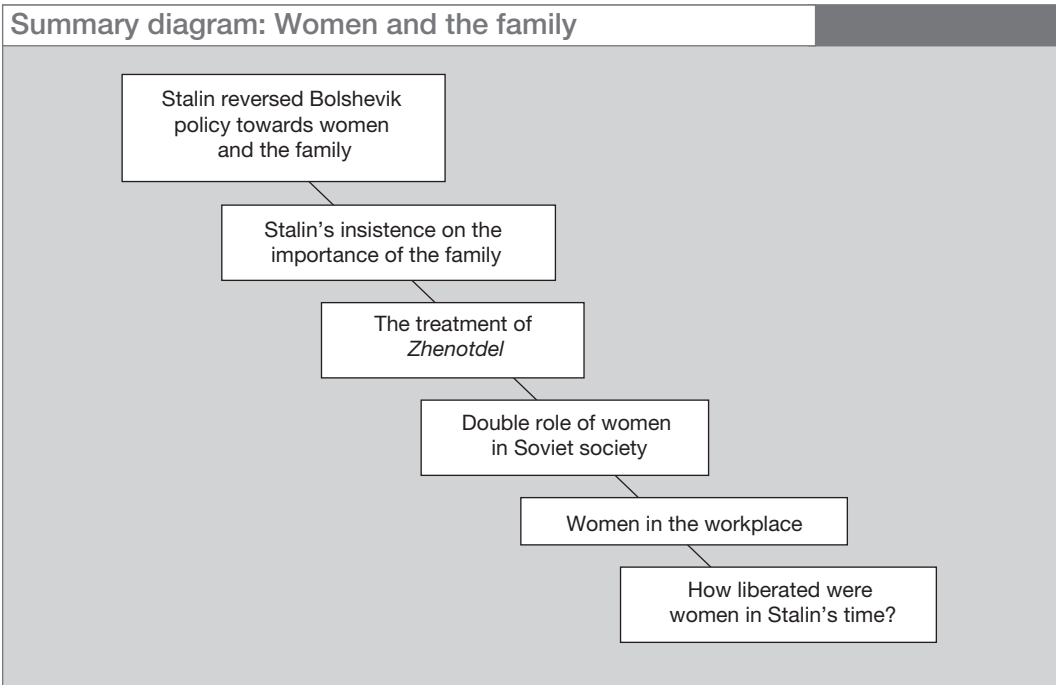 Summary diagram: Women and the family
Stalin reversed Bolshevik
policy towards women
and the family
Stalin’s insistence on the
importance of the family
The treatment of
Zhenotdel
Double role of women
in Soviet society
Women in the workplace
How liberated were
women in Stalin’s time?